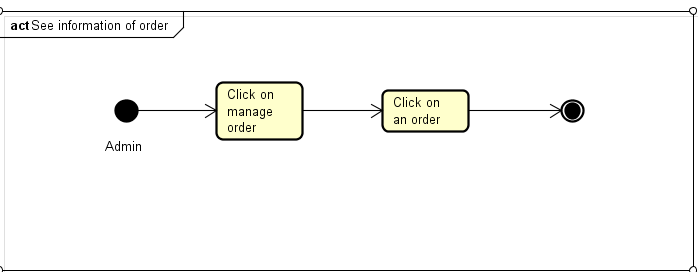 act See information of order
Click on
manage
order
Click on
an order
Admin